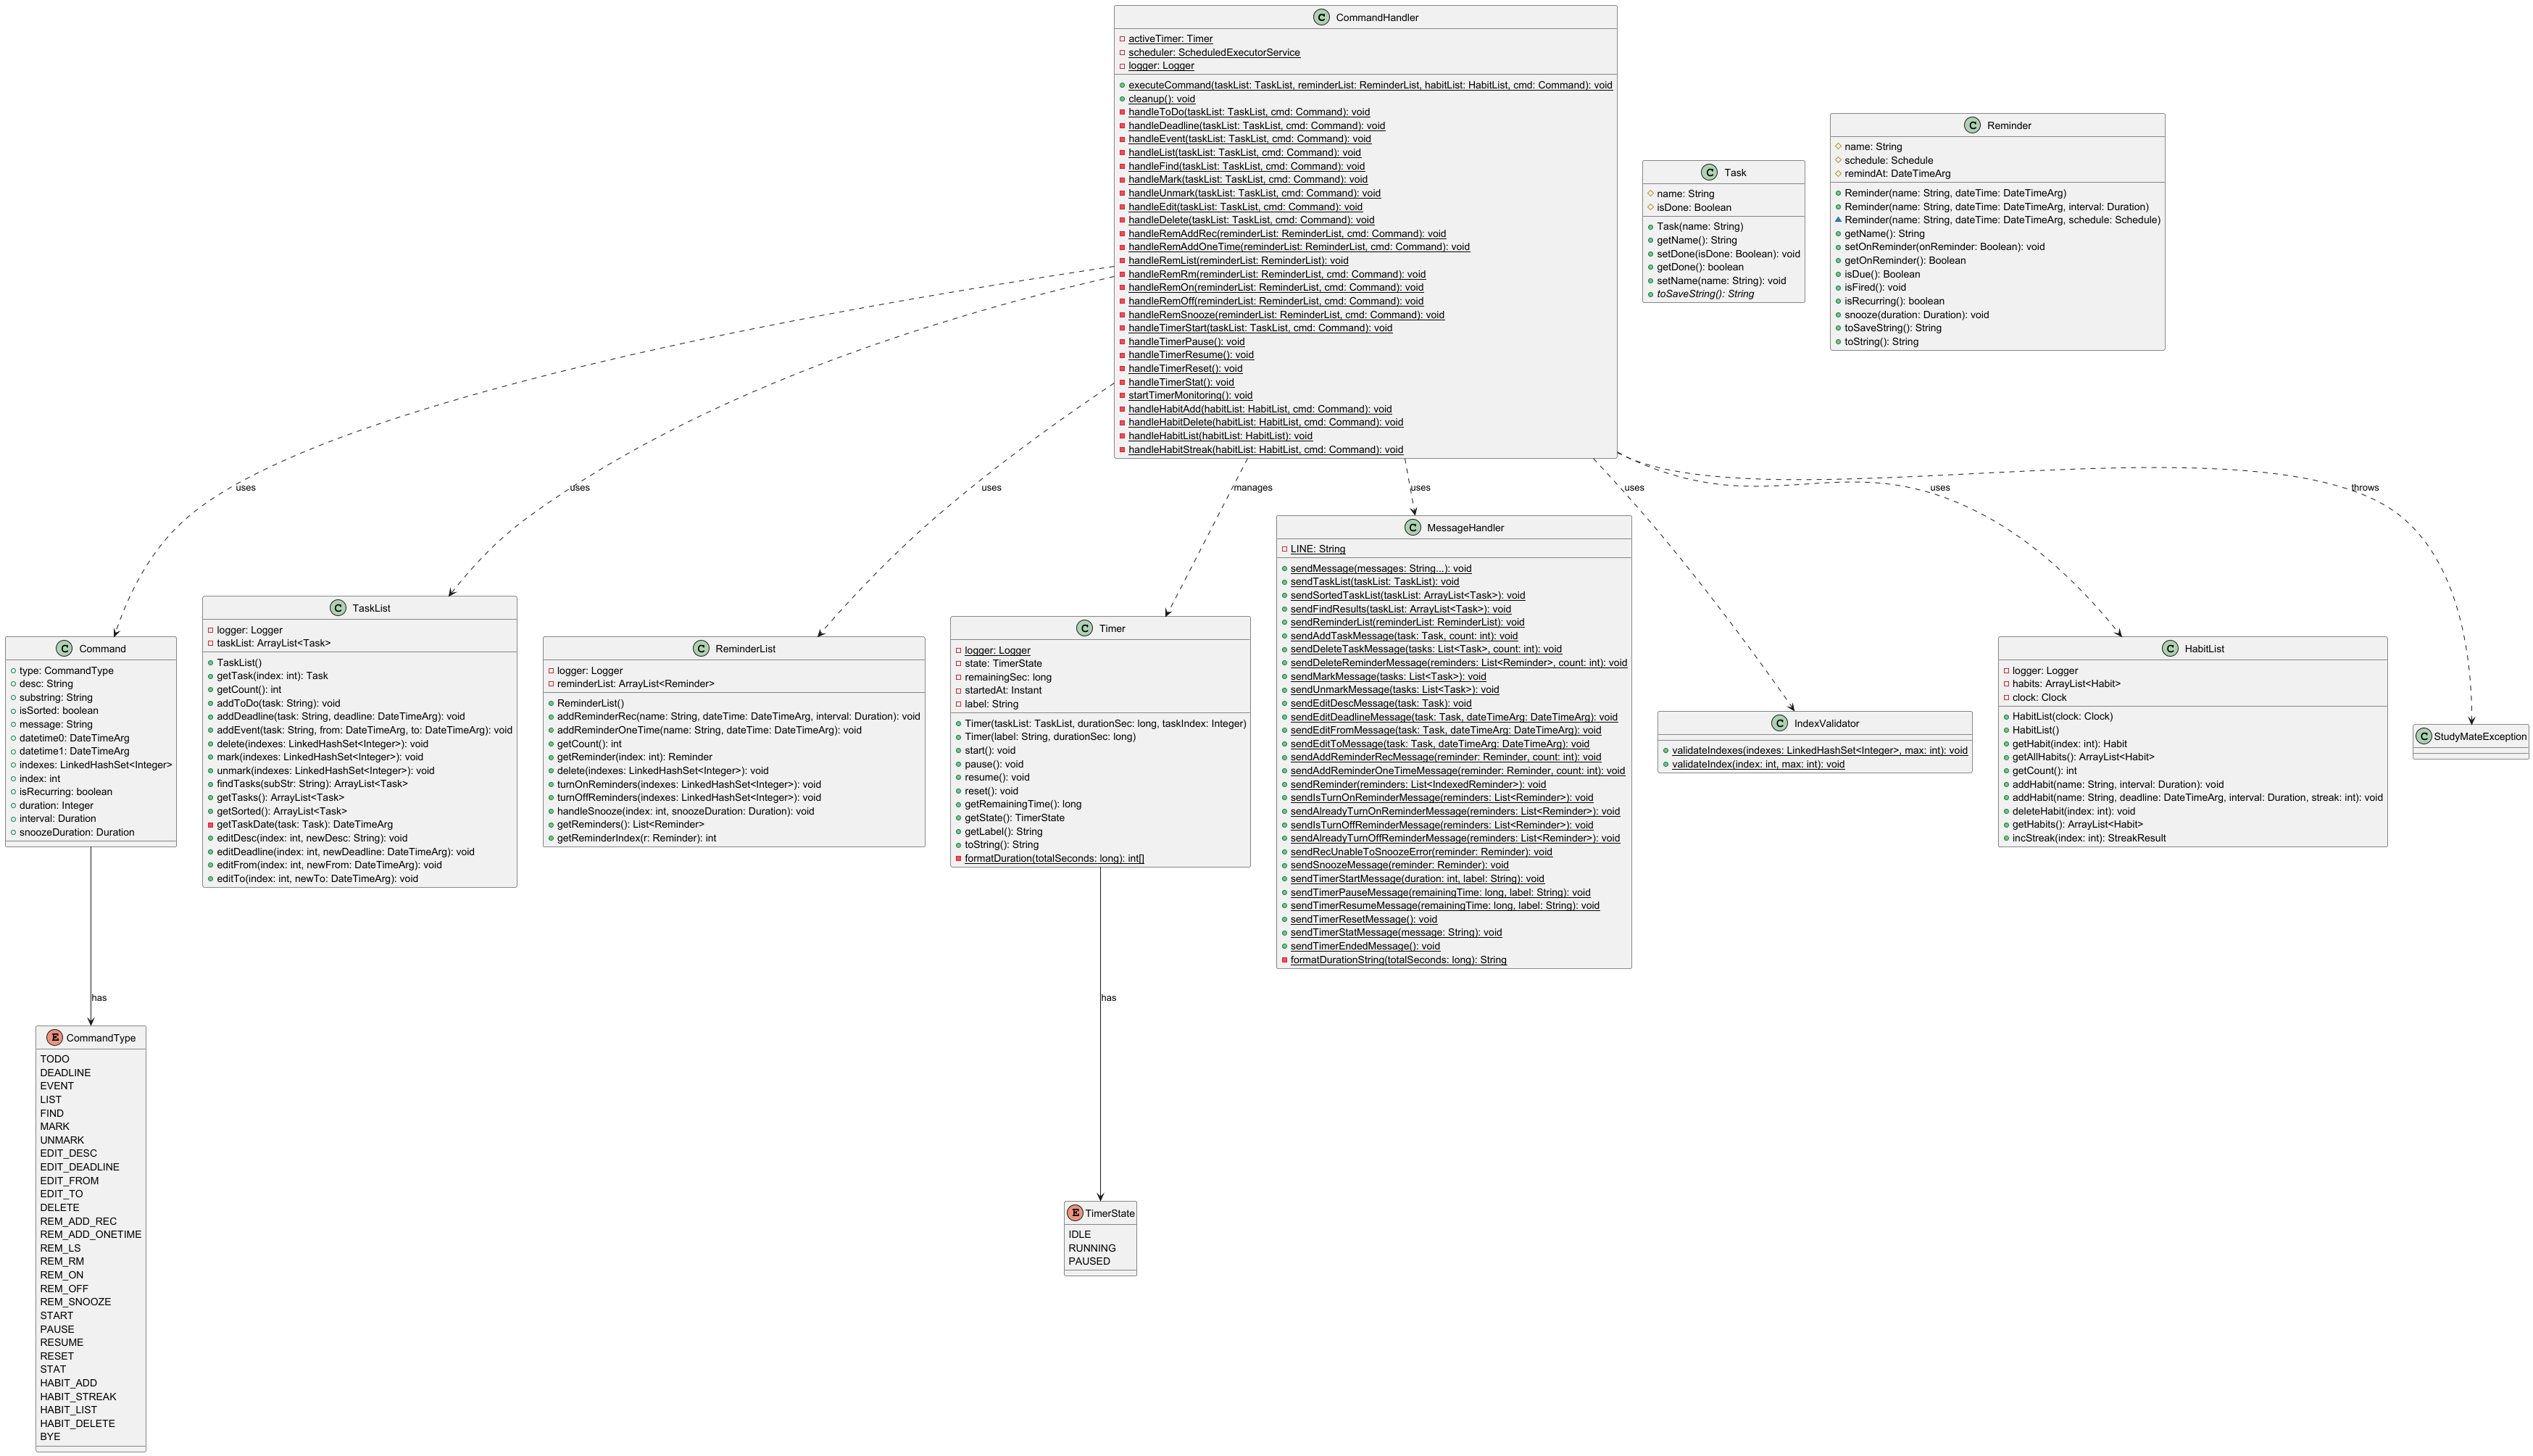 CommandHandler
activeTimer: Timer
scheduler: ScheduledExecutorService
logger: Logger
executeCommand(taskList: TaskList, reminderList: ReminderList, habitList: HabitList, cmd: Command): void
cleanup(): void
handleToDo(taskList: TaskList, cmd: Command): void
handleDeadline(taskList: TaskList, cmd: Command): void
handleEvent(taskList: TaskList, cmd: Command): void
handleList(taskList: TaskList, cmd: Command): void
handleFind(taskList: TaskList, cmd: Command): void
handleMark(taskList: TaskList, cmd: Command): void
handleUnmark(taskList: TaskList, cmd: Command): void
handleEdit(taskList: TaskList, cmd: Command): void
handleDelete(taskList: TaskList, cmd: Command): void
handleRemAddRec(reminderList: ReminderList, cmd: Command): void
handleRemAddOneTime(reminderList: ReminderList, cmd: Command): void
handleRemList(reminderList: ReminderList): void
handleRemRm(reminderList: ReminderList, cmd: Command): void
handleRemOn(reminderList: ReminderList, cmd: Command): void
handleRemOff(reminderList: ReminderList, cmd: Command): void
handleRemSnooze(reminderList: ReminderList, cmd: Command): void
handleTimerStart(taskList: TaskList, cmd: Command): void
handleTimerPause(): void
handleTimerResume(): void
handleTimerReset(): void
handleTimerStat(): void
startTimerMonitoring(): void
handleHabitAdd(habitList: HabitList, cmd: Command): void
handleHabitDelete(habitList: HabitList, cmd: Command): void
handleHabitList(habitList: HabitList): void
handleHabitStreak(habitList: HabitList, cmd: Command): void
Task
name: String
isDone: Boolean
Task(name: String)
getName(): String
setDone(isDone: Boolean): void
getDone(): boolean
setName(name: String): void
toSaveString(): String
Reminder
name: String
schedule: Schedule
remindAt: DateTimeArg
Reminder(name: String, dateTime: DateTimeArg)
Reminder(name: String, dateTime: DateTimeArg, interval: Duration)
Reminder(name: String, dateTime: DateTimeArg, schedule: Schedule)
getName(): String
setOnReminder(onReminder: Boolean): void
getOnReminder(): Boolean
isDue(): Boolean
isFired(): void
isRecurring(): boolean
snooze(duration: Duration): void
toSaveString(): String
toString(): String
uses
uses
uses
manages
uses
uses
uses
throws
Command
type: CommandType
desc: String
substring: String
isSorted: boolean
message: String
datetime0: DateTimeArg
datetime1: DateTimeArg
indexes: LinkedHashSet<Integer>
index: int
isRecurring: boolean
duration: Integer
interval: Duration
snoozeDuration: Duration
TaskList
logger: Logger
taskList: ArrayList<Task>
TaskList()
getTask(index: int): Task
getCount(): int
addToDo(task: String): void
addDeadline(task: String, deadline: DateTimeArg): void
addEvent(task: String, from: DateTimeArg, to: DateTimeArg): void
delete(indexes: LinkedHashSet<Integer>): void
mark(indexes: LinkedHashSet<Integer>): void
unmark(indexes: LinkedHashSet<Integer>): void
findTasks(subStr: String): ArrayList<Task>
getTasks(): ArrayList<Task>
getSorted(): ArrayList<Task>
getTaskDate(task: Task): DateTimeArg
editDesc(index: int, newDesc: String): void
editDeadline(index: int, newDeadline: DateTimeArg): void
editFrom(index: int, newFrom: DateTimeArg): void
editTo(index: int, newTo: DateTimeArg): void
ReminderList
logger: Logger
reminderList: ArrayList<Reminder>
ReminderList()
addReminderRec(name: String, dateTime: DateTimeArg, interval: Duration): void
addReminderOneTime(name: String, dateTime: DateTimeArg): void
getCount(): int
getReminder(index: int): Reminder
delete(indexes: LinkedHashSet<Integer>): void
turnOnReminders(indexes: LinkedHashSet<Integer>): void
turnOffReminders(indexes: LinkedHashSet<Integer>): void
handleSnooze(index: int, snoozeDuration: Duration): void
getReminders(): List<Reminder>
getReminderIndex(r: Reminder): int
Timer
logger: Logger
state: TimerState
remainingSec: long
startedAt: Instant
label: String
Timer(taskList: TaskList, durationSec: long, taskIndex: Integer)
Timer(label: String, durationSec: long)
start(): void
pause(): void
resume(): void
reset(): void
getRemainingTime(): long
getState(): TimerState
getLabel(): String
toString(): String
formatDuration(totalSeconds: long): int[]
MessageHandler
LINE: String
sendMessage(messages: String...): void
sendTaskList(taskList: TaskList): void
sendSortedTaskList(taskList: ArrayList<Task>): void
sendFindResults(taskList: ArrayList<Task>): void
sendReminderList(reminderList: ReminderList): void
sendAddTaskMessage(task: Task, count: int): void
sendDeleteTaskMessage(tasks: List<Task>, count: int): void
sendDeleteReminderMessage(reminders: List<Reminder>, count: int): void
sendMarkMessage(tasks: List<Task>): void
sendUnmarkMessage(tasks: List<Task>): void
sendEditDescMessage(task: Task): void
sendEditDeadlineMessage(task: Task, dateTimeArg: DateTimeArg): void
sendEditFromMessage(task: Task, dateTimeArg: DateTimeArg): void
sendEditToMessage(task: Task, dateTimeArg: DateTimeArg): void
sendAddReminderRecMessage(reminder: Reminder, count: int): void
sendAddReminderOneTimeMessage(reminder: Reminder, count: int): void
sendReminder(reminders: List<IndexedReminder>): void
sendIsTurnOnReminderMessage(reminders: List<Reminder>): void
sendAlreadyTurnOnReminderMessage(reminders: List<Reminder>): void
sendIsTurnOffReminderMessage(reminders: List<Reminder>): void
sendAlreadyTurnOffReminderMessage(reminders: List<Reminder>): void
sendRecUnableToSnoozeError(reminder: Reminder): void
sendSnoozeMessage(reminder: Reminder): void
sendTimerStartMessage(duration: int, label: String): void
sendTimerPauseMessage(remainingTime: long, label: String): void
sendTimerResumeMessage(remainingTime: long, label: String): void
sendTimerResetMessage(): void
sendTimerStatMessage(message: String): void
sendTimerEndedMessage(): void
formatDurationString(totalSeconds: long): String
IndexValidator
validateIndexes(indexes: LinkedHashSet<Integer>, max: int): void
validateIndex(index: int, max: int): void
HabitList
logger: Logger
habits: ArrayList<Habit>
clock: Clock
HabitList(clock: Clock)
HabitList()
getHabit(index: int): Habit
getAllHabits(): ArrayList<Habit>
getCount(): int
addHabit(name: String, interval: Duration): void
addHabit(name: String, deadline: DateTimeArg, interval: Duration, streak: int): void
deleteHabit(index: int): void
getHabits(): ArrayList<Habit>
incStreak(index: int): StreakResult
StudyMateException
has
has
CommandType
TODO
DEADLINE
EVENT
LIST
FIND
MARK
UNMARK
EDIT_DESC
EDIT_DEADLINE
EDIT_FROM
EDIT_TO
DELETE
REM_ADD_REC
REM_ADD_ONETIME
REM_LS
REM_RM
REM_ON
REM_OFF
REM_SNOOZE
START
PAUSE
RESUME
RESET
STAT
HABIT_ADD
HABIT_STREAK
HABIT_LIST
HABIT_DELETE
BYE
TimerState
IDLE
RUNNING
PAUSED